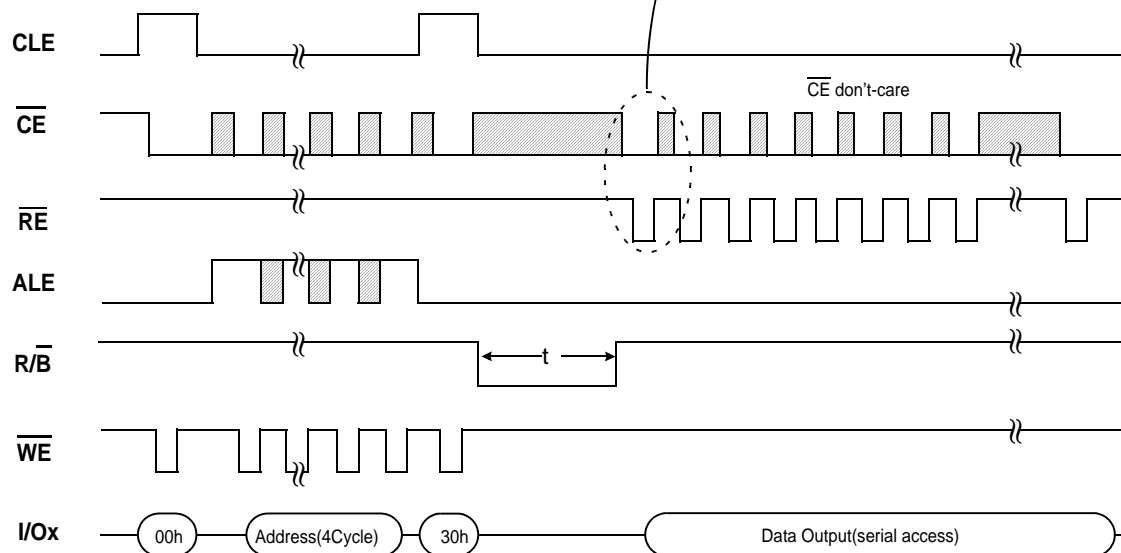 CLE
CE
CE don't-care
RE
ALE
R/B
t
WE
I/Ox
00h
Address(4Cycle)
30h
Data Output(serial access)